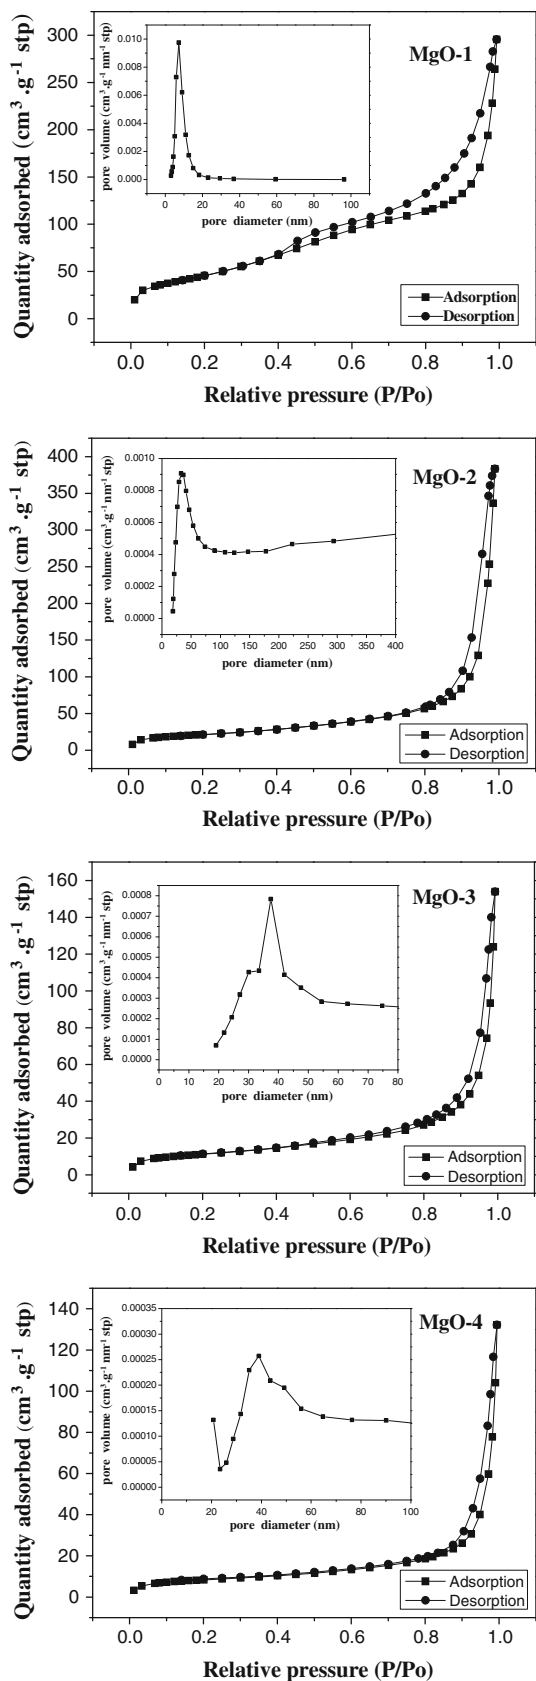 MgO-1
Quantity adsorbed (cm³.g⁻¹ stp)
300
250
200
150
100
50
0
0.0 0.2 0.4 0.6 0.8 1.0
Relative pressure (P/Po)
Adsorption
Desorption
pore volume (cm³.g⁻¹ nm⁻¹ stp)
0.010
0.008
0.006
0.004
0.002
0.000
0 20 40 60 80 100
pore diameter (nm)
MgO-2
Quantity adsorbed (cm³.g⁻¹ stp)
400
350
300
250
200
150
100
50
0
0.0 0.2 0.4 0.6 0.8 1.0
Relative pressure (P/Po)
Adsorption
Desorption
pore volume (cm³.g⁻¹ nm⁻¹ stp)
0.0010
0.0008
0.0006
0.0004
0.0002
0.0000
0 50 100 150 200 250 300 350 400
pore diameter (nm)
MgO-3
Quantity adsorbed (cm³.g⁻¹ stp)
160
140
120
100
80
60
40
20
0
0.0 0.2 0.4 0.6 0.8 1.0
Relative pressure (P/Po)
Adsorption
Desorption
pore volume (cm³.g⁻¹ nm⁻¹ stp)
0.0008
0.0007
0.0006
0.0005
0.0004
0.0003
0.0002
0.0001
0.0000
0 10 20 30 40 50 60 70 80
pore diameter (nm)
MgO-4
Quantity adsorbed (cm³.g⁻¹ stp)
140
120
100
80
60
40
20
0
0.0 0.2 0.4 0.6 0.8 1.0
Relative pressure (P/Po)
Adsorption
Desorption
pore volume (cm³.g⁻¹ nm⁻¹ stp)
0.00035
0.00030
0.00025
0.00020
0.00015
0.00010
0.00005
0.00000
0 20 40 60 80 100
pore diameter (nm)